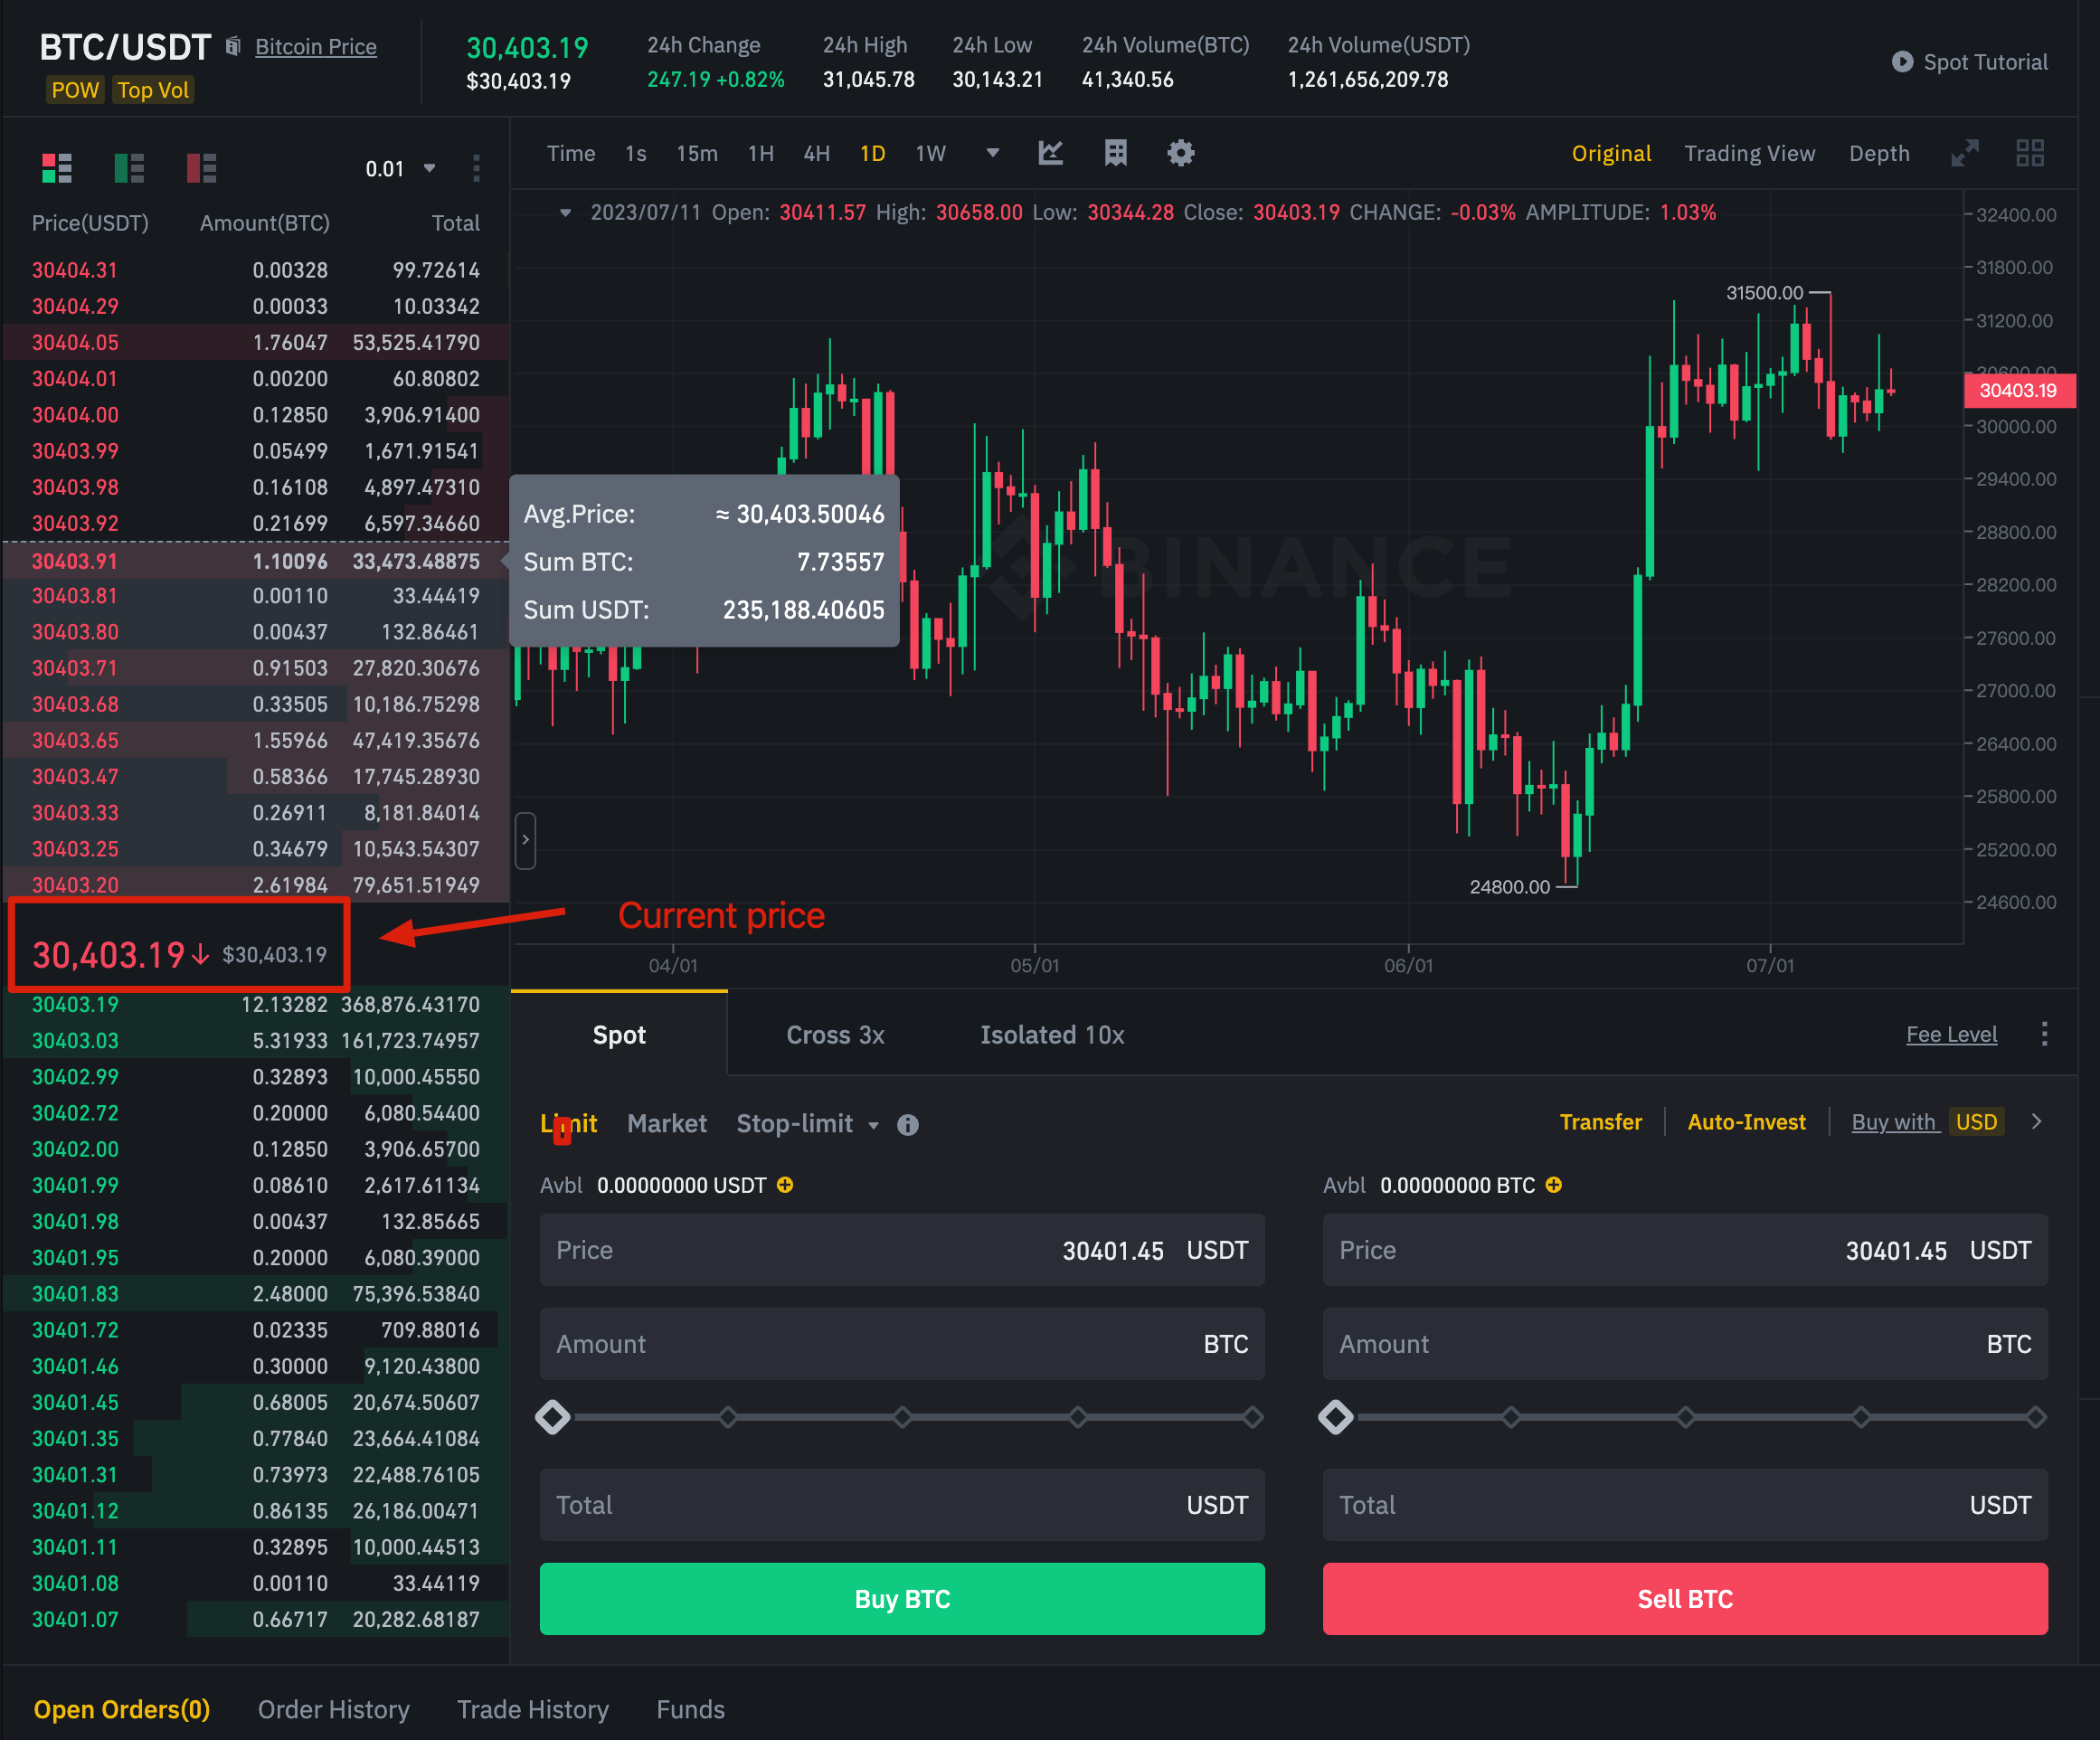 BTC/USDT Bitcoin Price
POW Top Vol
30,403.19
$30,403.19
24h Change
247.19 +0.82%
24h High
31,045.78
24h Low
30,143.21
24h Volume(BTC)
41,340.56
24h Volume(USDT)
1,261,656,209.78
Spot Tutorial
0.01
Price(USDT) Amount(BTC) Total
30404.31 0.00328 99.72614
30404.29 0.00033 10.03342
30404.05 1.76047 53,525.41790
30404.01 0.00200 60.80802
30404.00 0.12850 3,906.91400
30403.99 0.05499 1,671.91541
30403.98 0.16108 4,897.47310
30403.92 0.21699 6,597.34660
30403.91 1.10096 33,473.48875
30403.81 0.00110 33.44419
30403.80 0.00437 132.86461
30403.71 0.91503 27,820.30676
30403.68 0.33505 10,186.75298
30403.65 1.55966 47,419.35676
30403.47 0.58366 17,745.28930
30403.33 0.26911 8,181.84014
30403.25 0.34679 10,543.54307
30403.20 2.61984 79,651.51949
30,403.19↓ $30,403.19
Current price
30403.19 12.13282 368,876.43170
30403.03 5.31933 161,723.74957
30402.99 0.32893 10,000.45550
30402.72 0.20000 6,080.54400
30402.00 0.12850 3,906.65700
30401.99 0.08610 2,617.61134
30401.98 0.00437 132.85665
30401.95 0.20000 6,080.39000
30401.83 2.48000 75,396.53840
30401.72 0.02335 709.88016
30401.46 0.30000 9,120.43800
30401.45 0.68005 20,674.50607
30401.35 0.77840 23,664.41084
30401.31 0.73973 22,488.76105
30401.12 0.86135 26,186.00471
30401.11 0.32895 10,000.44513
30401.08 0.00110 33.44119
30401.07 0.66717 20,282.68187
Time 1s 15m 1H 4H 1D 1W
Original Trading View Depth
2023/07/11 Open: 30411.57 High: 30658.00 Low: 30344.28 Close: 30403.19 CHANGE: -0.03% AMPLITUDE: 1.03%
32400.00
31800.00
31500.00
31200.00
30600.00
30403.19
30000.00
29400.00
28800.00
28200.00
27600.00
27000.00
26400.00
25800.00
25200.00
24800.00
24600.00
BINANCE
Avg.Price: ≈ 30,403.50046
Sum BTC: 7.73557
Sum USDT: 235,188.40605
04/01 05/01 06/01 07/01
Spot Cross 3x Isolated 10x
Fee Level
Limit Market Stop-limit
Transfer Auto-Invest Buy with USD
Avbl 0.00000000 USDT
Price 30401.45 USDT
Amount BTC
Total USDT
Buy BTC
Avbl 0.00000000 BTC
Price 30401.45 USDT
Amount BTC
Total USDT
Sell BTC
Open Orders(0) Order History Trade History Funds